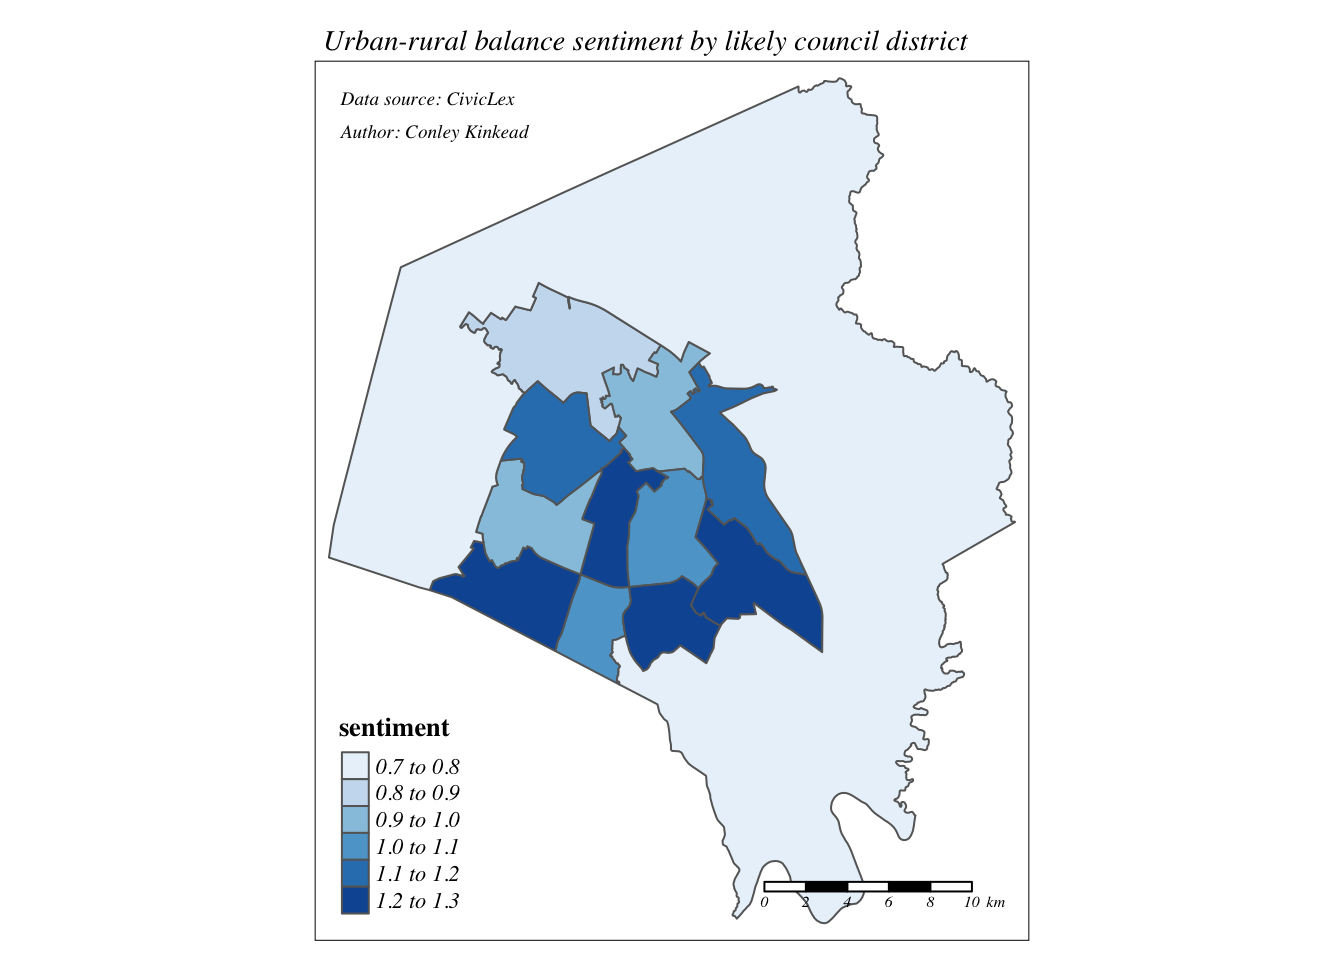 Urban-rural balance sentiment by likely council district
Data source: CivicLex
Author: Conley Kinkead
sentiment
0.7 to 0.8
0.8 to 0.9
0.9 to 1.0
1.0 to 1.1
1.1 to 1.2
1.2 to 1.3
0 2 4 6 8 10 km